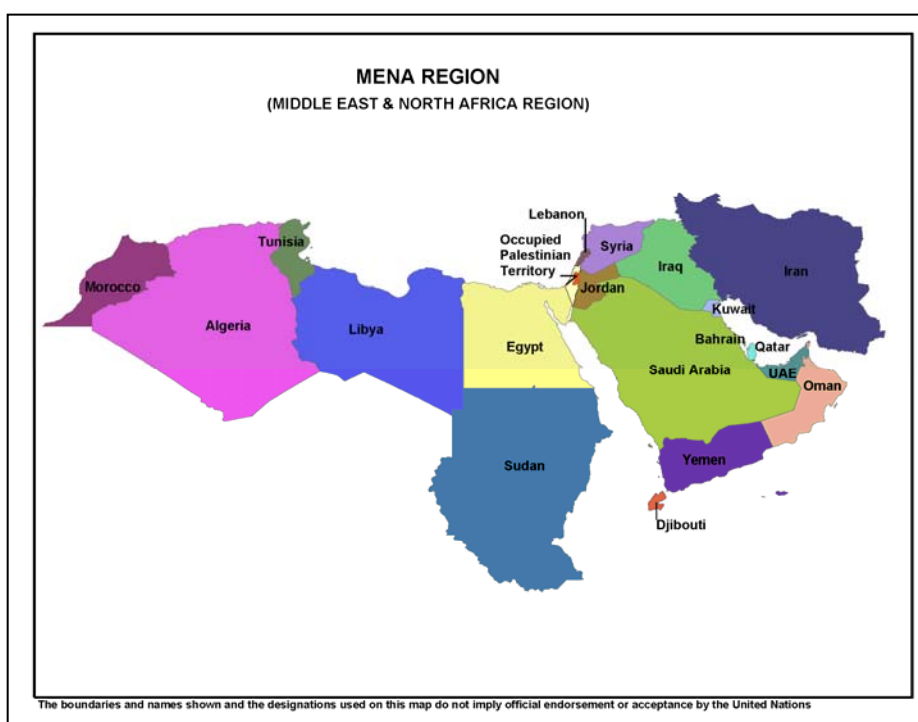 MENA REGION
(MIDDLE EAST & NORTH AFRICA REGION)
Lebanon
Tunisia
Occupied
Palestinian
Territory
Syria
Iraq
Iran
Morocco
Jordan
Algeria
Libya
Kuwait
Egypt
Bahrain
Qatar
Saudi Arabia
UAE
Oman
Sudan
Yemen
Djibouti
The boundaries and names shown and the designations used on this map do not imply official endorsement or acceptance by the United Nations